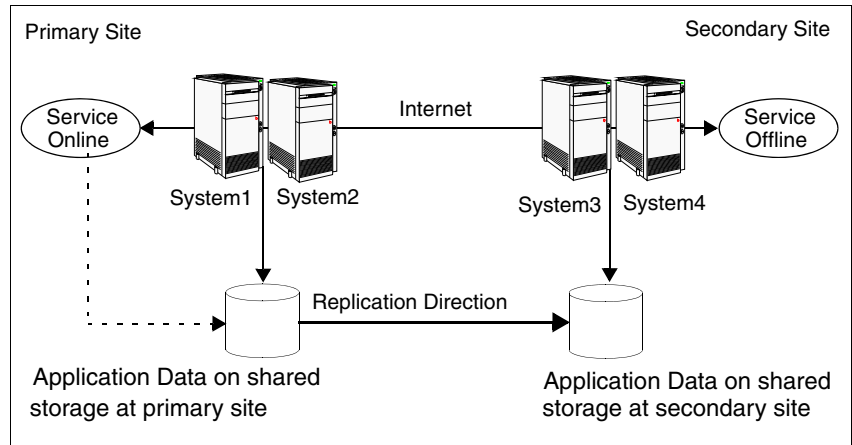 Primary Site
Secondary Site
Service
Online
Internet
Service
Offline
System1
System2
System3
System4
Replication Direction
Application Data on shared
storage at primary site
Application Data on shared
storage at secondary site